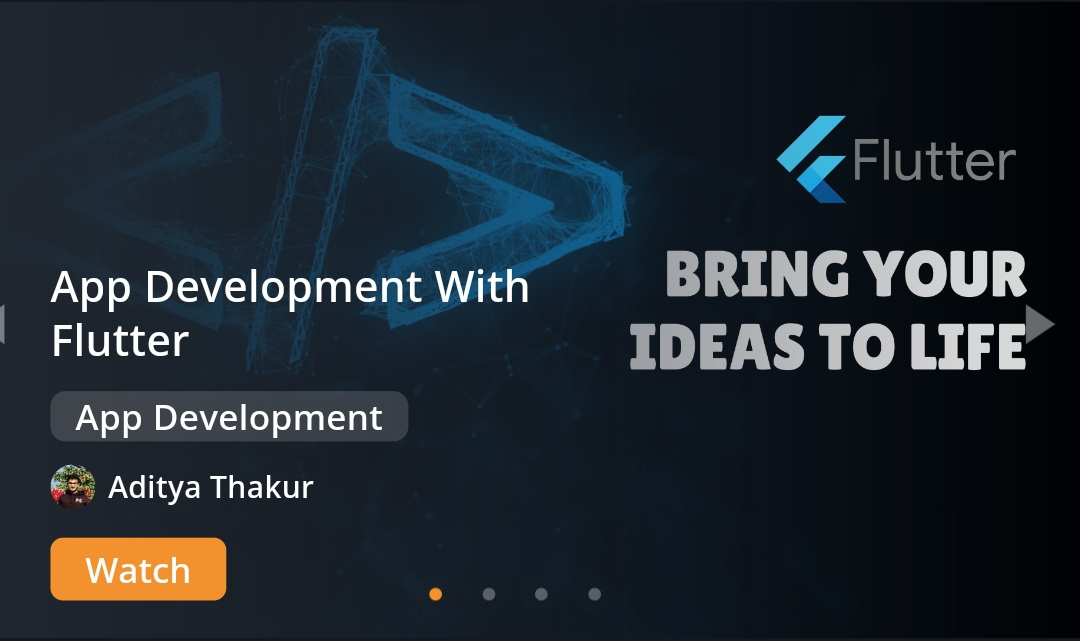 Flutter
BRING YOUR
IDEAS TO LIFE
App Development With
Flutter
App Development
Aditya Thakur
Watch